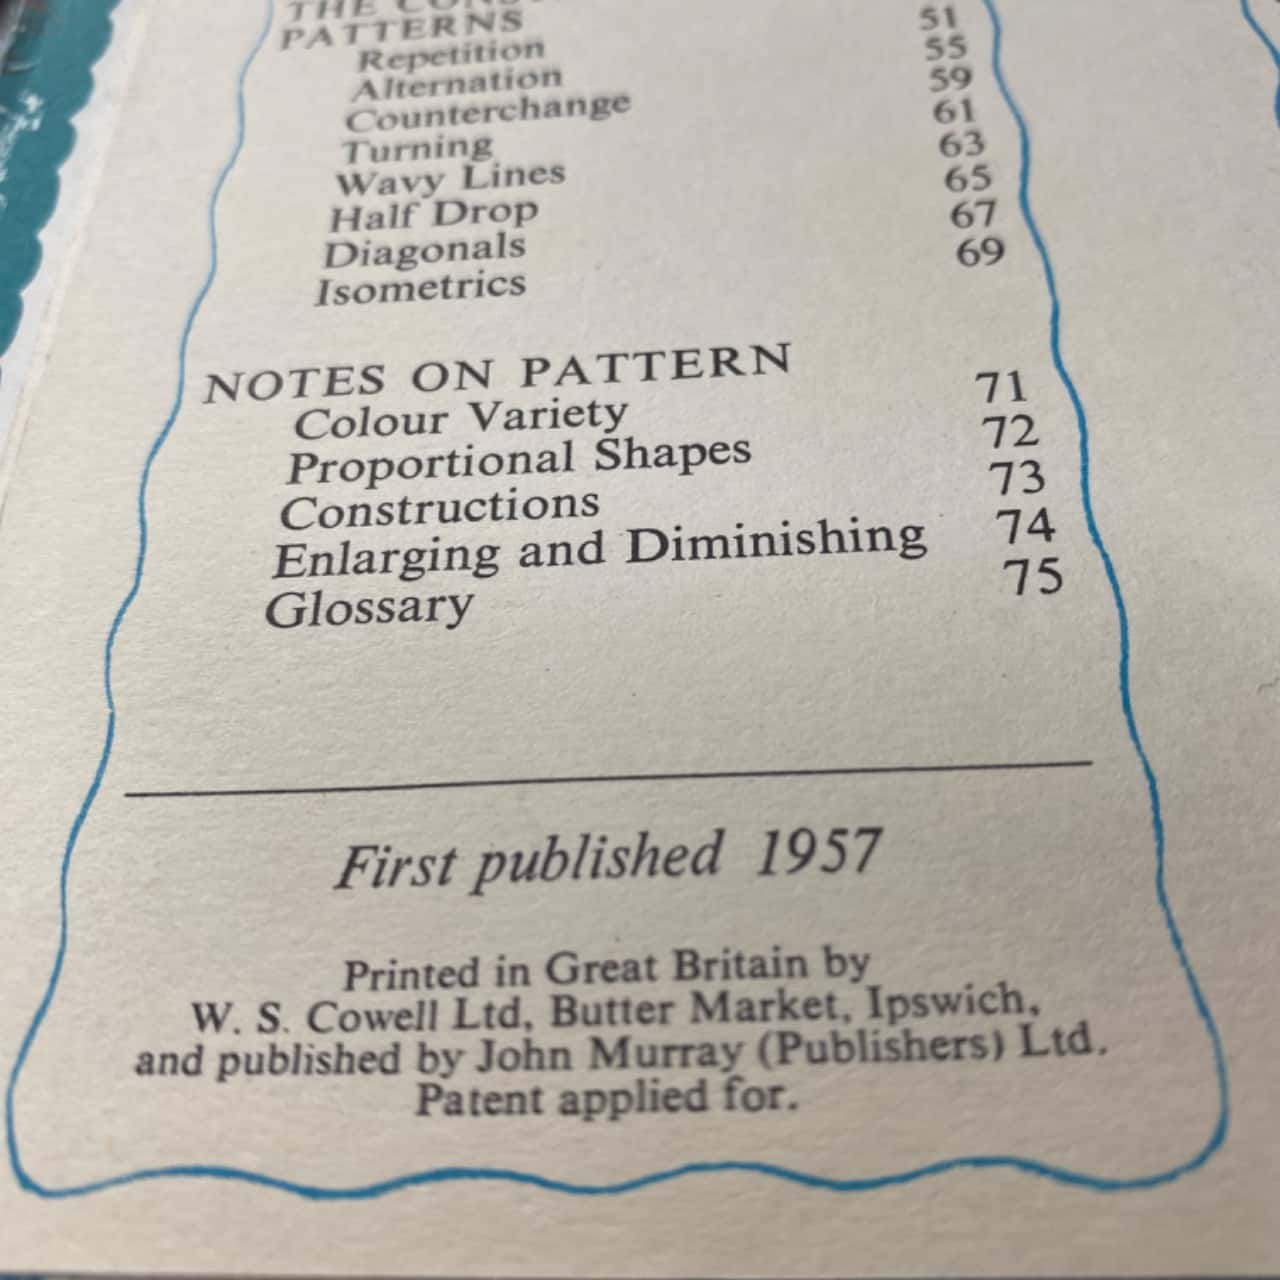 THE
PATTERNS
Repetition 51
Alternation 55
Counterchange 59
Turning 61
Wavy Lines 63
Half Drop 65
Diagonals 67
Isometrics 69
NOTES ON PATTERN
Colour Variety 71
Proportional Shapes 72
Constructions 73
Enlarging and Diminishing 74
Glossary 75
First published 1957
Printed in Great Britain by
W. S. Cowell Ltd, Butter Market, Ipswich,
and published by John Murray (Publishers) Ltd.
Patent applied for.